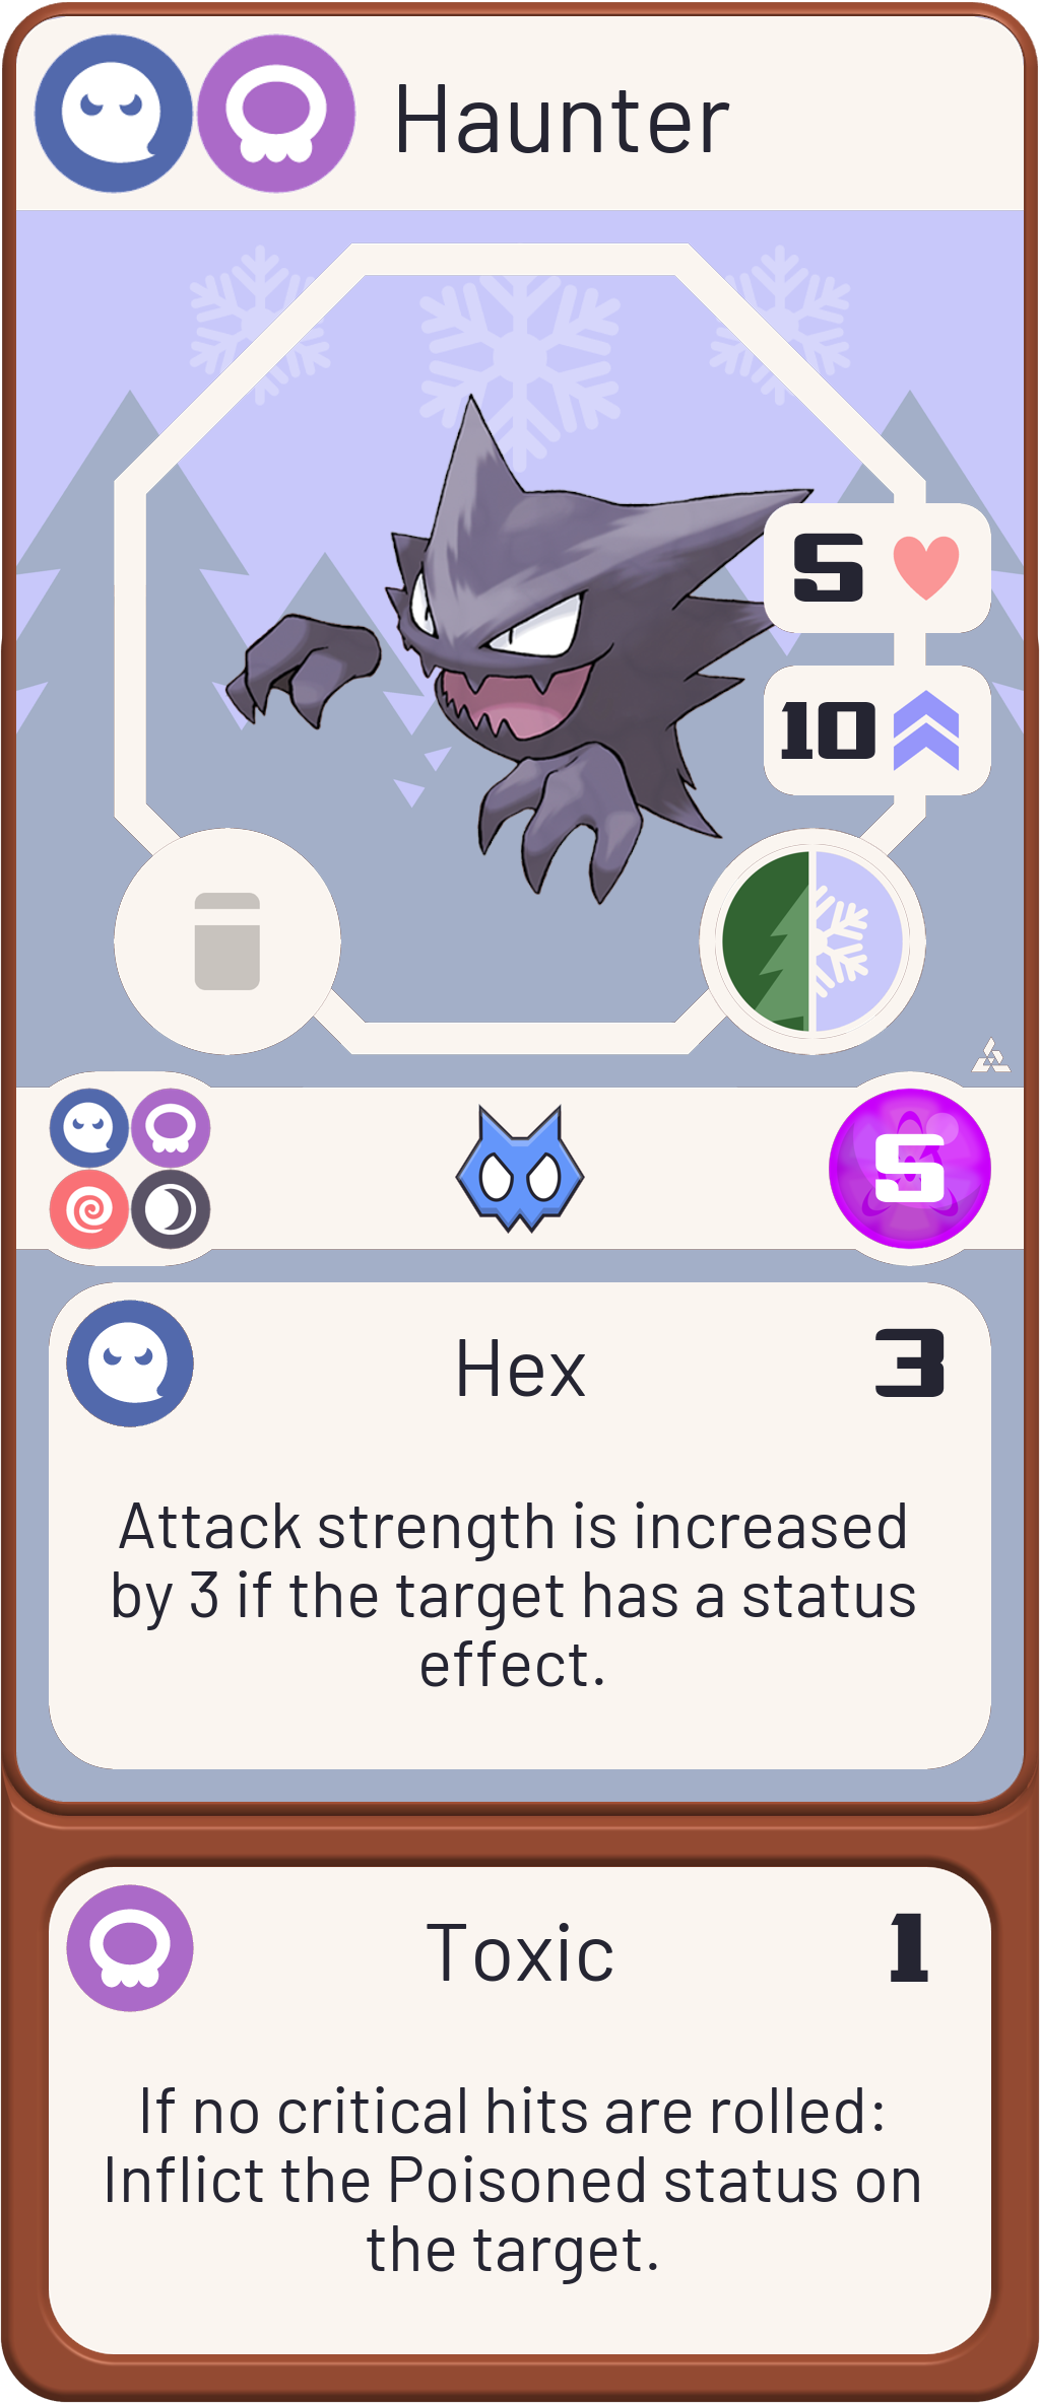 Haunter
5
10
5
Hex 3
Attack strength is increased
by 3 if the target has a status
effect.
Toxic 1
If no critical hits are rolled:
Inflict the Poisoned status on
the target.